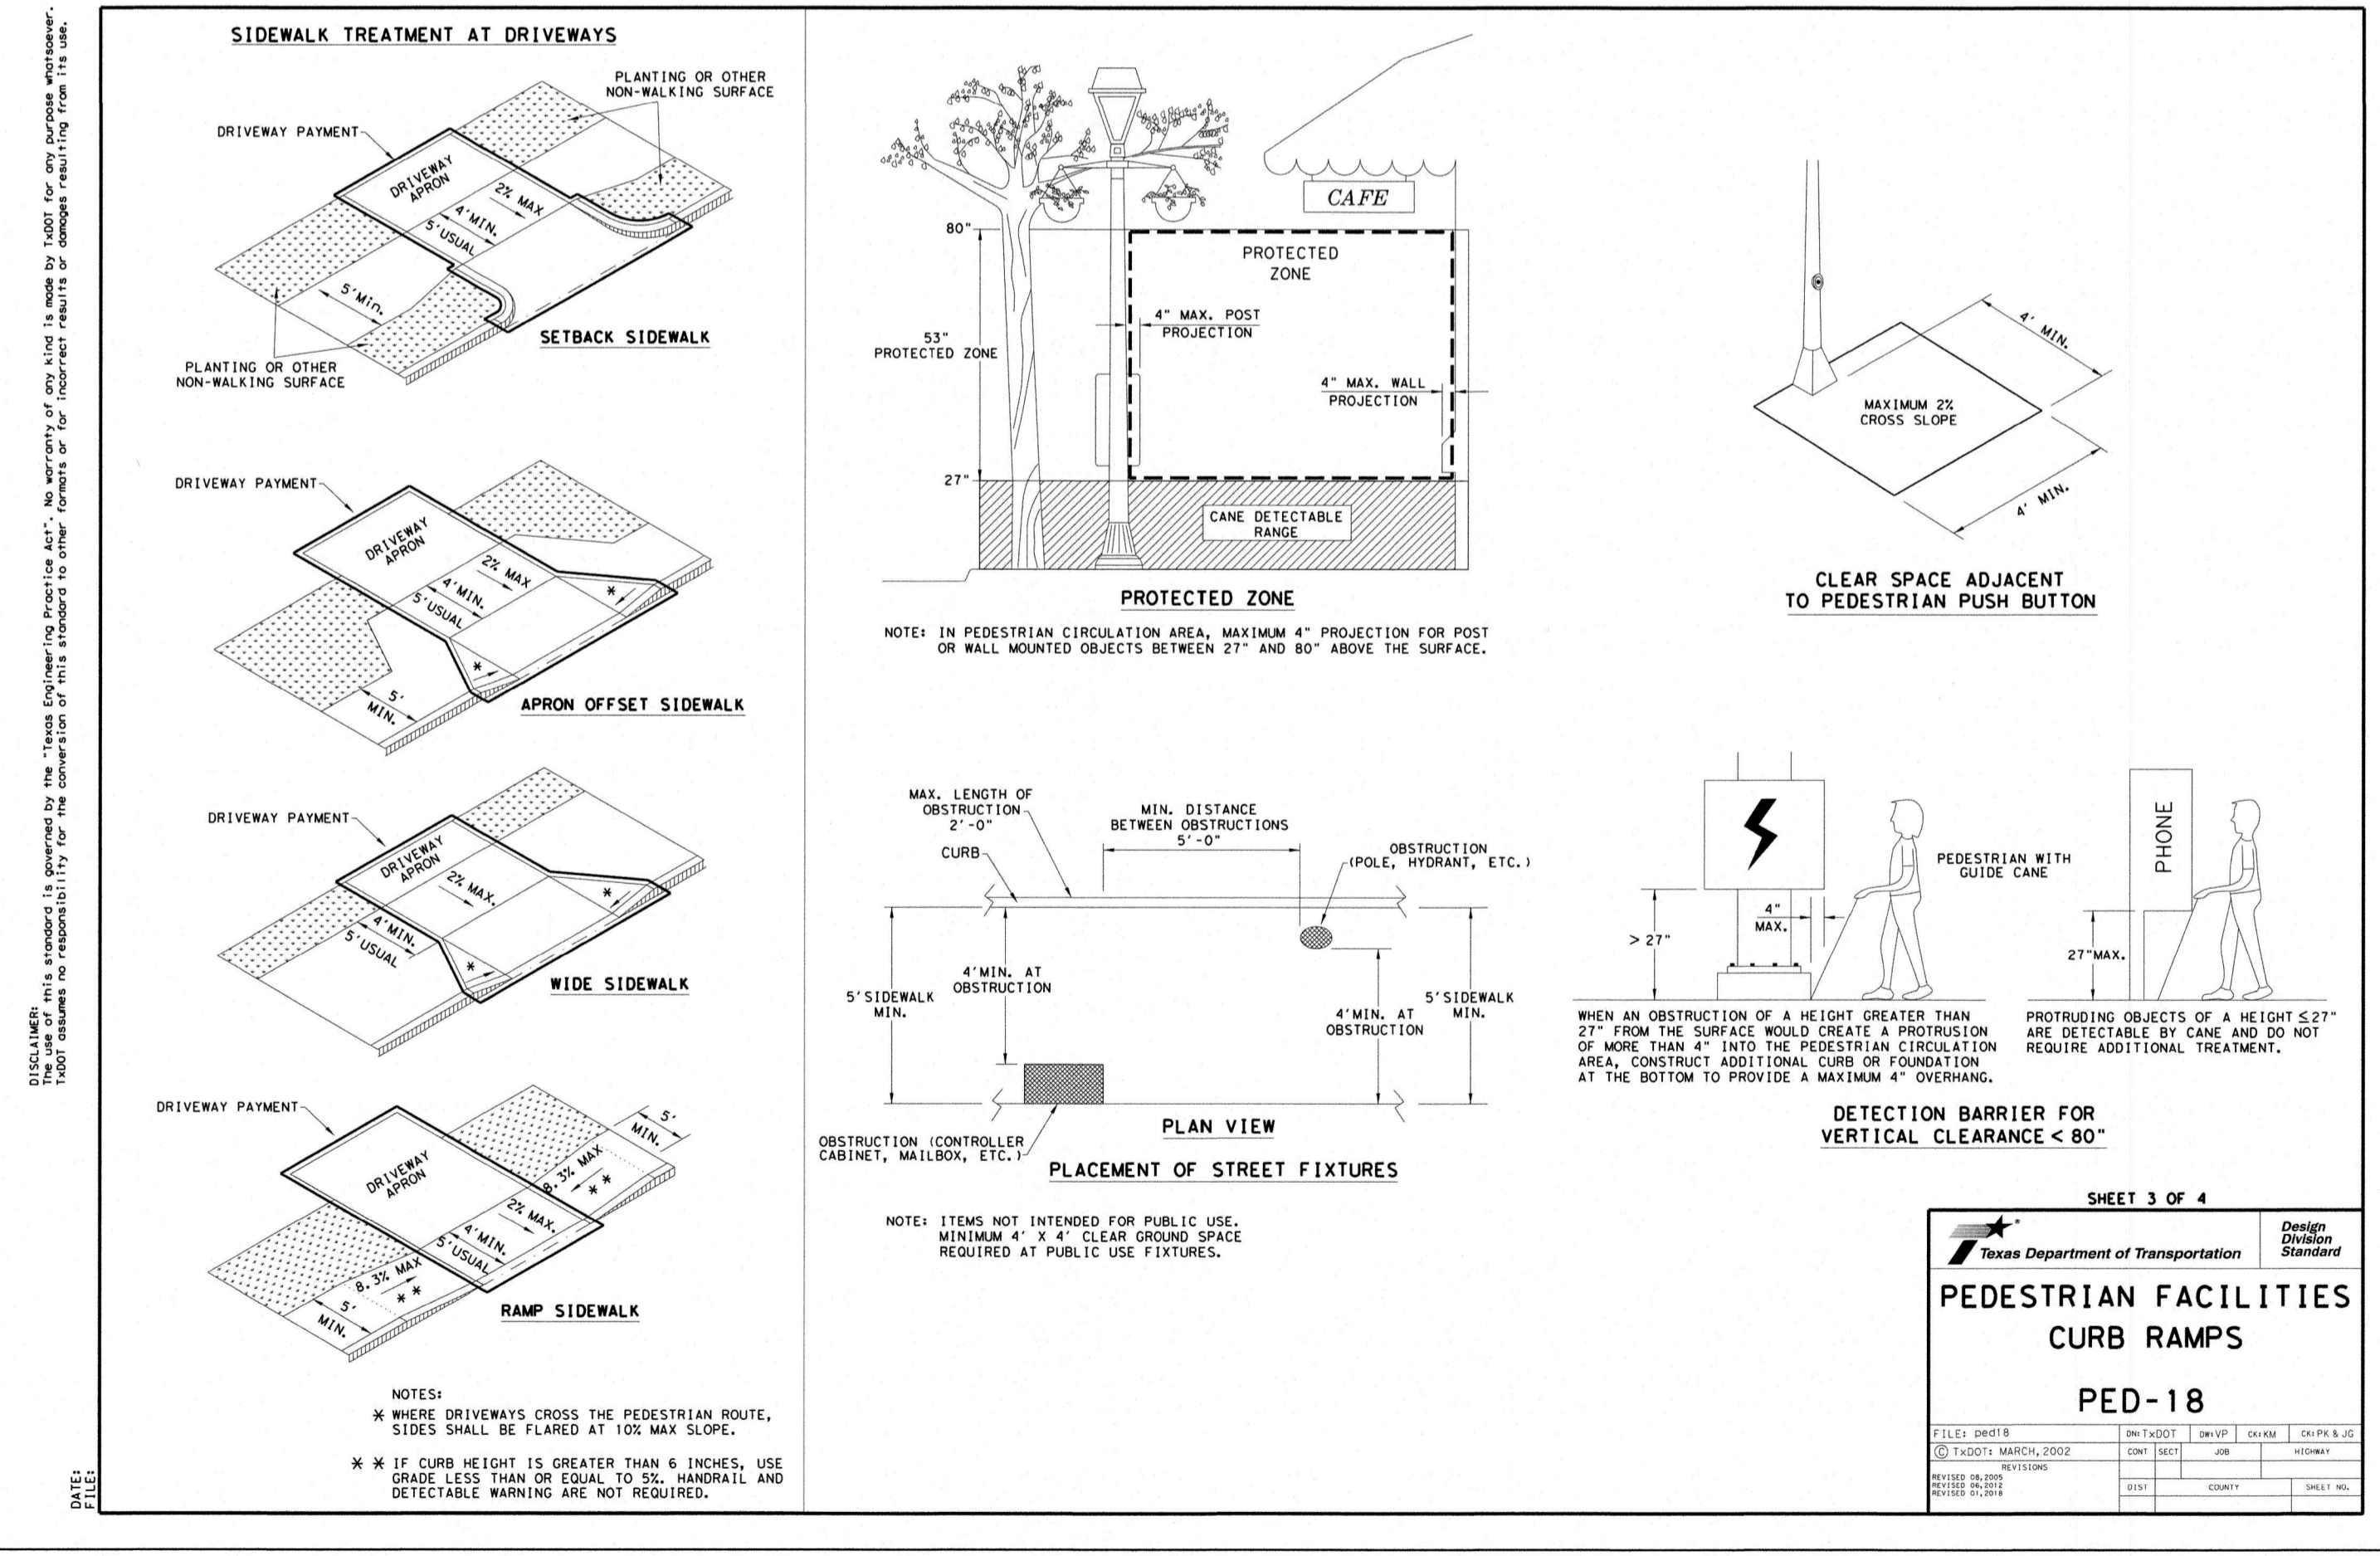 DISCLAIMER:
The use of this standard is governed by the "Texas Engineering Practice Act". No warranty of any kind is made by TxDOT for any purpose whatsoever.
TxDOT assumes no responsibility for the conversion of this standard to other formats or for incorrect results or damages resulting from its use.
DATE:
FILE:
SIDEWALK TREATMENT AT DRIVEWAYS
PLANTING OR OTHER
NON-WALKING SURFACE
DRIVEWAY PAYMENT
DRIVEWAY
APRON
2% MAX
4'MIN.
5'USUAL
5'Min.
SETBACK SIDEWALK
PLANTING OR OTHER
NON-WALKING SURFACE
DRIVEWAY PAYMENT
DRIVEWAY
APRON
2% MAX
4'MIN.
5'USUAL
*
*
5'
MIN.
APRON OFFSET SIDEWALK
DRIVEWAY PAYMENT
DRIVEWAY
APRON
2% MAX.
4'MIN.
5'USUAL
*
*
WIDE SIDEWALK
DRIVEWAY PAYMENT
5'
MIN.
DRIVEWAY
APRON
8.3% MAX
* *
2% MAX.
4'MIN.
5'USUAL
8.3% MAX
* *
5'
MIN.
RAMP SIDEWALK
NOTES:
* WHERE DRIVEWAYS CROSS THE PEDESTRIAN ROUTE,
SIDES SHALL BE FLARED AT 10% MAX SLOPE.
* * IF CURB HEIGHT IS GREATER THAN 6 INCHES, USE
GRADE LESS THAN OR EQUAL TO 5%. HANDRAIL AND
DETECTABLE WARNING ARE NOT REQUIRED.
CAFE
80"
PROTECTED
ZONE
4" MAX. POST
PROJECTION
53"
PROTECTED ZONE
4" MAX. WALL
PROJECTION
27"
CANE DETECTABLE
RANGE
PROTECTED ZONE
NOTE: IN PEDESTRIAN CIRCULATION AREA, MAXIMUM 4" PROJECTION FOR POST
OR WALL MOUNTED OBJECTS BETWEEN 27" AND 80" ABOVE THE SURFACE.
MAX. LENGTH OF
OBSTRUCTION
2'-0"
MIN. DISTANCE
BETWEEN OBSTRUCTIONS
5'-0"
CURB
OBSTRUCTION
(POLE, HYDRANT, ETC.)
4'MIN. AT
OBSTRUCTION
5'SIDEWALK
MIN.
5'SIDEWALK
MIN.
4'MIN. AT
OBSTRUCTION
PLAN VIEW
OBSTRUCTION (CONTROLLER
CABINET, MAILBOX, ETC.)
PLACEMENT OF STREET FIXTURES
NOTE: ITEMS NOT INTENDED FOR PUBLIC USE.
MINIMUM 4' X 4' CLEAR GROUND SPACE
REQUIRED AT PUBLIC USE FIXTURES.
4' MIN.
MAXIMUM 2%
CROSS SLOPE
4' MIN.
CLEAR SPACE ADJACENT
TO PEDESTRIAN PUSH BUTTON
PHONE
PEDESTRIAN WITH
GUIDE CANE
4"
MAX.
> 27"
27"MAX.
WHEN AN OBSTRUCTION OF A HEIGHT GREATER THAN
27" FROM THE SURFACE WOULD CREATE A PROTRUSION
OF MORE THAN 4" INTO THE PEDESTRIAN CIRCULATION
AREA, CONSTRUCT ADDITIONAL CURB OR FOUNDATION
AT THE BOTTOM TO PROVIDE A MAXIMUM 4" OVERHANG.
PROTRUDING OBJECTS OF A HEIGHT ≤27"
ARE DETECTABLE BY CANE AND DO NOT
REQUIRE ADDITIONAL TREATMENT.
DETECTION BARRIER FOR
VERTICAL CLEARANCE < 80"
SHEET 3 OF 4
®
Texas Department of Transportation
Design
Division
Standard
PEDESTRIAN FACILITIES
CURB RAMPS
PED-18
FILE: ped18
DN: TxDOT
DW: VP
CK: KM
CK: PK & JG
© TxDOT: MARCH, 2002
CONT
SECT
JOB
HIGHWAY
REVISIONS
REVISED 08, 2005
REVISED 06, 2012
REVISED 01, 2018
DIST
COUNTY
SHEET NO.